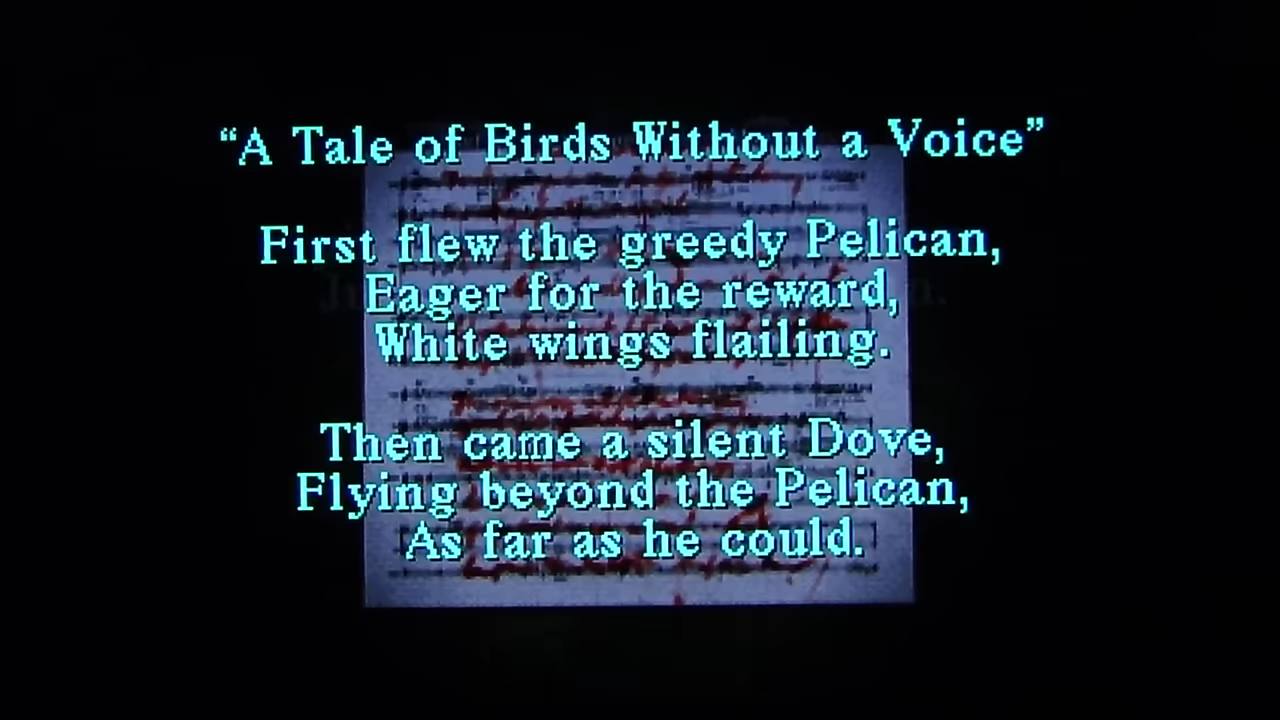 “A Tale of Birds Without a Voice”
First flew the greedy Pelican,
Eager for the reward,
White wings flailing.
Then came a silent Dove,
Flying beyond the Pelican,
As far as he could.